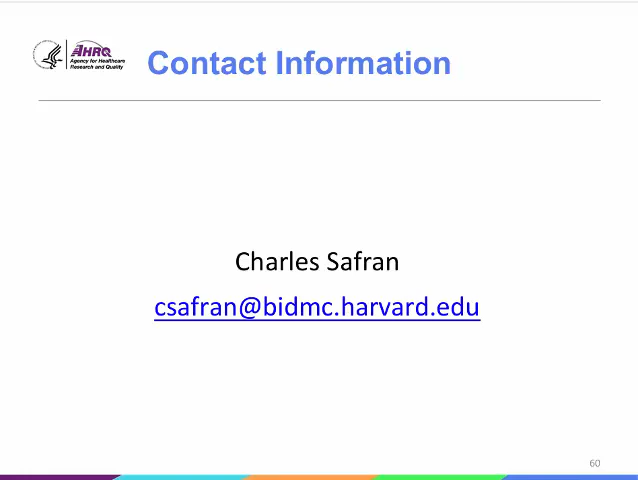 AHRQ
Agency for Healthcare
Research and Quality
Contact Information
Charles Safran
csafran@bidmc.harvard.edu
60